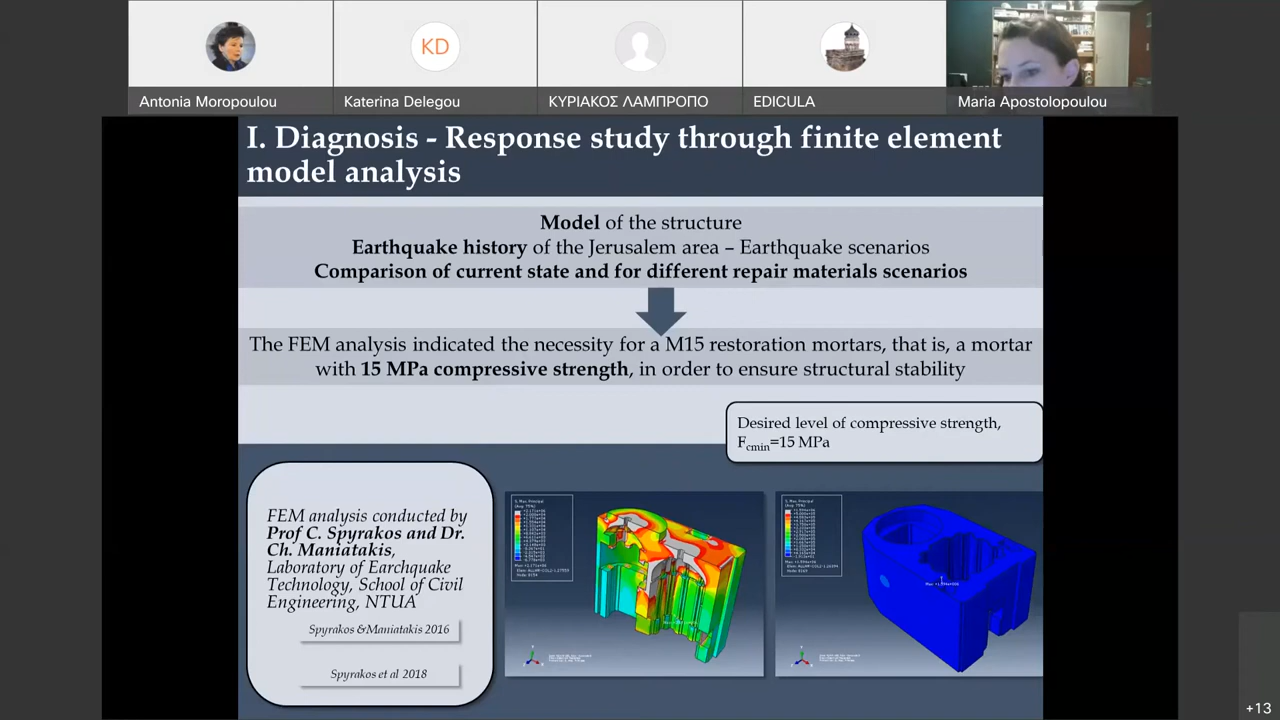 KD
Antonia Moropoulou
Katerina Delegou
ΚΥΡΙΑΚΟΣ ΛΑΜΠΡΟΠΟ
EDICULA
Maria Apostolopoulou
I. Diagnosis - Response study through finite element
model analysis
Model of the structure
Earthquake history of the Jerusalem area – Earthquake scenarios
Comparison of current state and for different repair materials scenarios
The FEM analysis indicated the necessity for a M15 restoration mortars, that is, a mortar
with 15 MPa compressive strength, in order to ensure structural stability
Desired level of compressive strength,
Fcmin=15 MPa
FEM analysis conducted by
Prof C. Spyrakos and Dr.
Ch. Maniatakis,
Laboratory of Earchquake
Technology, School of Civil
Engineering, NTUA
Spyrakos &Maniatakis 2016
Spyrakos et al 2018
S, Max. Principal
S, Max. Principal
+13